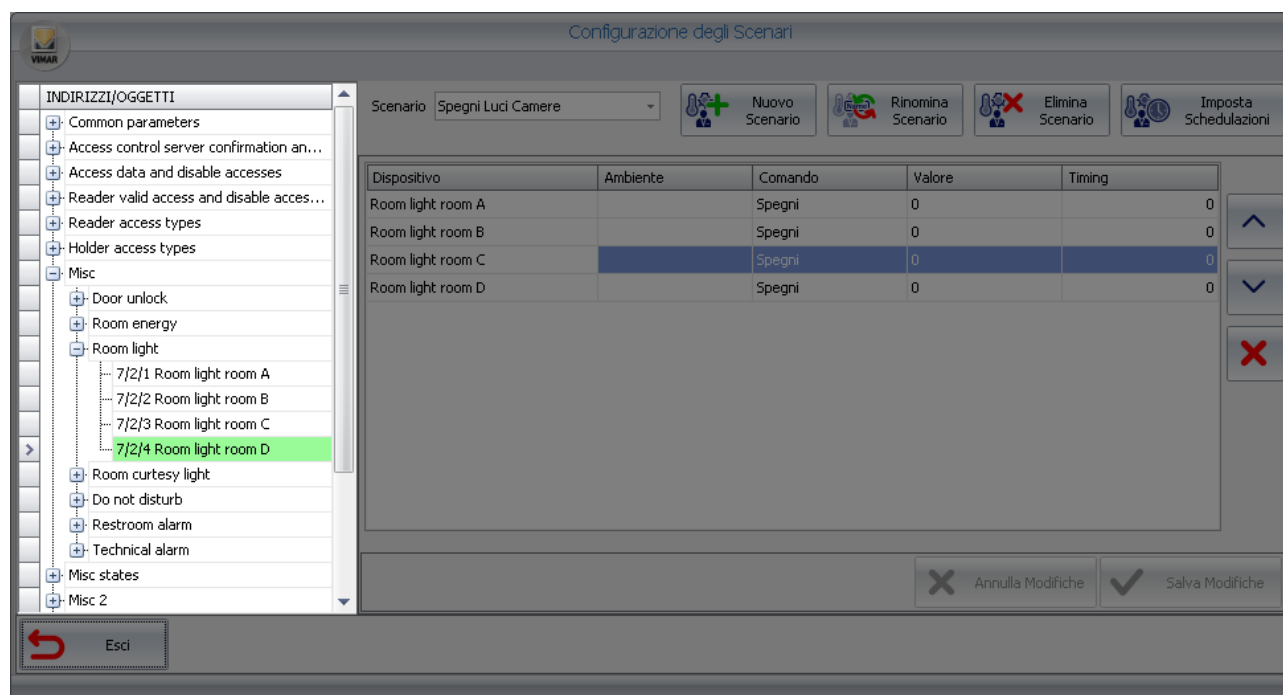 Configurazione degli Scenari
VIMAR
INDIRIZZI/OGGETTI
Common parameters
Access control server confirmation an...
Access data and disable accesses
Reader valid access and disable acces...
Reader access types
Holder access types
Misc
Door unlock
Room energy
Room light
7/2/1 Room light room A
7/2/2 Room light room B
7/2/3 Room light room C
7/2/4 Room light room D
Room curtesy light
Do not disturb
Restroom alarm
Technical alarm
Misc states
Misc 2
Scenario Spegni Luci Camere
Nuovo Scenario
Rinomina Scenario
Elimina Scenario
Imposta Schedulazioni
Dispositivo Ambiente Comando Valore Timing
Room light room A Spegni 0 0
Room light room B Spegni 0 0
Room light room C Spegni 0 0
Room light room D Spegni 0 0
Annulla Modifiche
Salva Modifiche
Esci